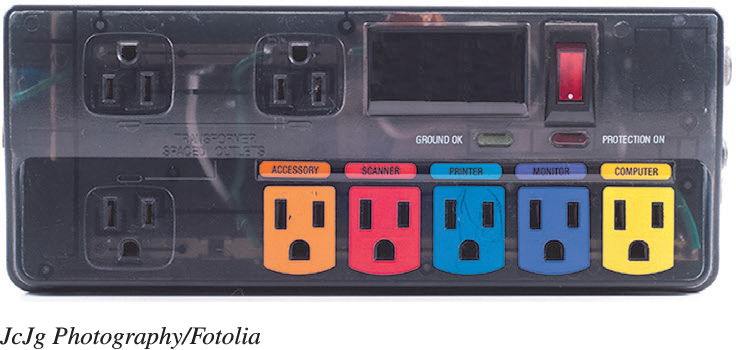 GROUND OK
PROTECTION ON
TRANSFORMER
SPACED OUTLETS
ACCESSORY
SCANNER
PRINTER
MONITOR
COMPUTER
JcJg Photography/Fotolia